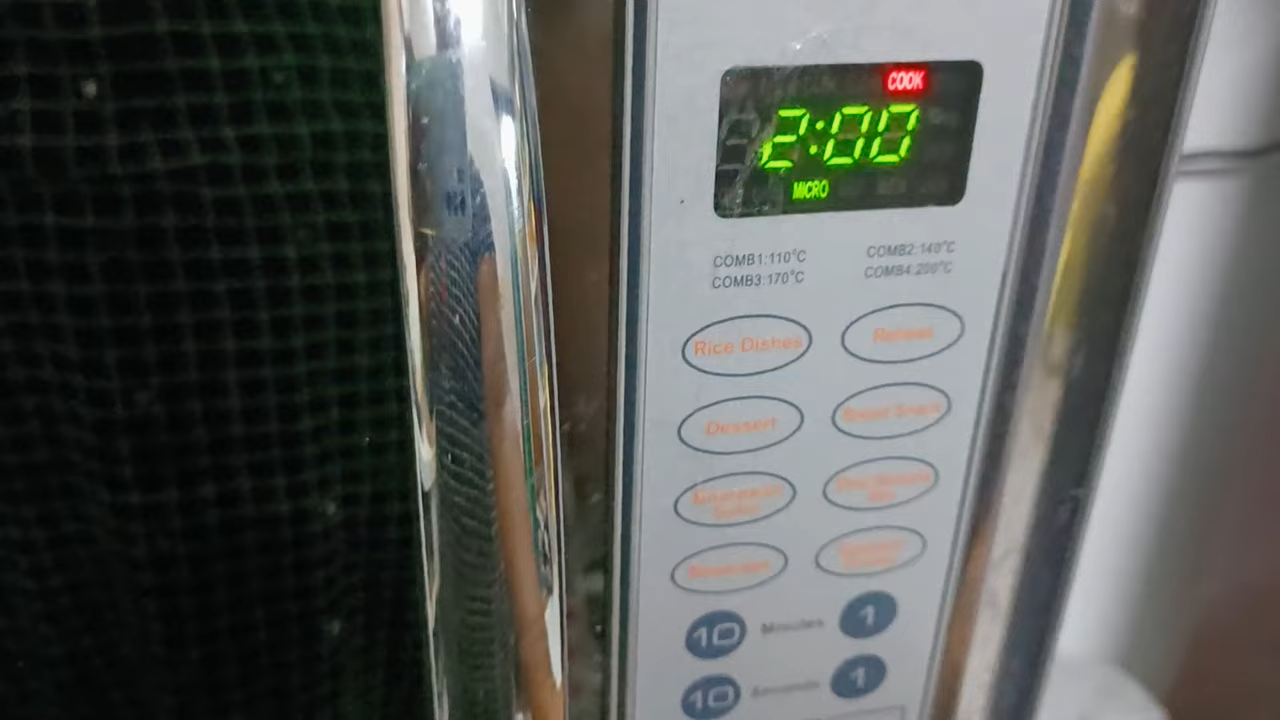 COOK
2:00
MICRO
COMB1:110°C COMB2:140°C
COMB3:170°C COMB4:200°C
Rice Dishes Reheat
Dessert
10 Minutes 1
10 Seconds 1